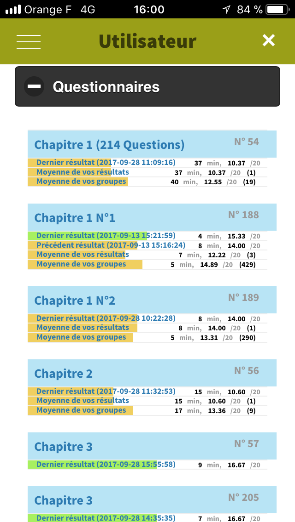 Orange F 4G 16:00 84 %
Utilisateur ×
Questionnaires
Chapitre 1 (214 Questions) N° 54
Dernier résultat (2017-09-28 11:09:16) 37 min, 10.37 /20
Moyenne de vos résultats 37 min, 10.37 /20 (1)
Moyenne de vos groupes 40 min, 12.55 /20 (19)
Chapitre 1 N°1 N° 188
Dernier résultat (2017-09-13 15:21:59) 4 min, 15.33 /20
Précédent résultat (2017-09-13 15:16:24) 8 min, 14.00 /20
Moyenne de vos résultats 7 min, 12.22 /20 (3)
Moyenne de vos groupes 5 min, 14.89 /20 (429)
Chapitre 1 N°2 N° 189
Dernier résultat (2017-09-28 10:22:28) 8 min, 14.00 /20
Moyenne de vos résultats 8 min, 14.00 /20 (1)
Moyenne de vos groupes 5 min, 13.31 /20 (290)
Chapitre 2 N° 56
Dernier résultat (2017-09-28 11:32:53) 15 min, 10.60 /20
Moyenne de vos résultats 15 min, 10.60 /20 (1)
Moyenne de vos groupes 17 min, 13.36 /20 (9)
Chapitre 3 N° 57
Dernier résultat (2017-09-28 15:55:58) 9 min, 16.67 /20
Chapitre 3 N° 205
Dernier résultat (2017-09-28 14:35:35) 7 min, 16.67 /20